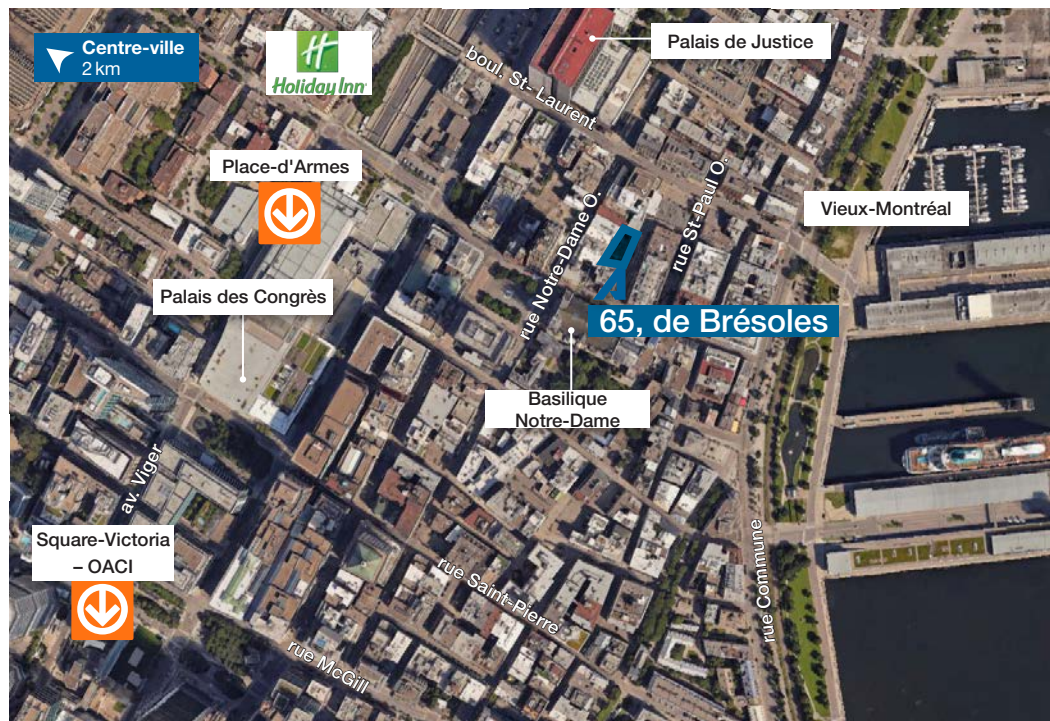 Centre-ville
2 km
H
Holiday Inn
Palais de Justice
boul. St- Laurent
Place-d'Armes
rue Notre-Dame O.
rue St-Paul O.
Vieux-Montréal
Palais des Congrès
65, de Brésoles
Basilique
Notre-Dame
av. Viger
Square-Victoria
– OACI
rue Saint-Pierre
rue Commune
rue McGill